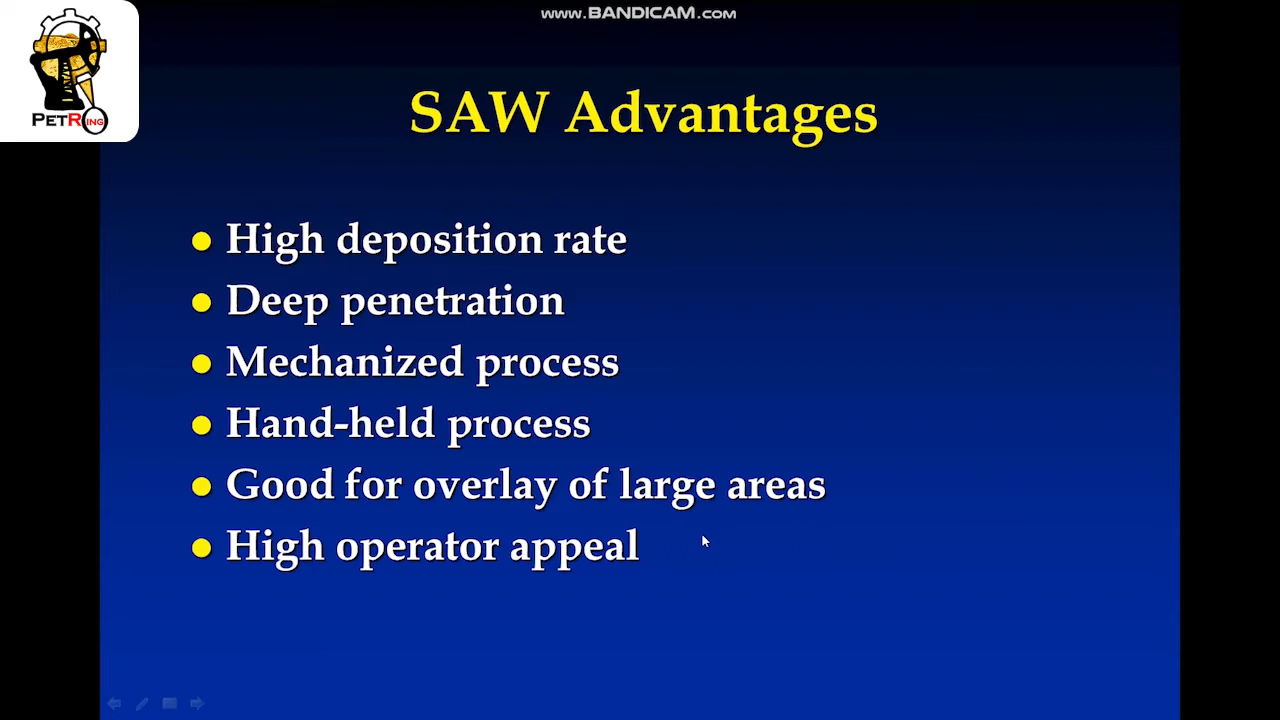 www.BANDICAM.com
PETRING
SAW Advantages
High deposition rate
Deep penetration
Mechanized process
Hand-held process
Good for overlay of large areas
High operator appeal